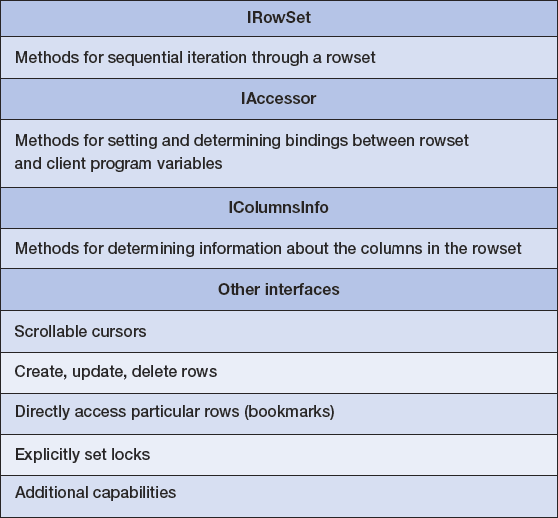 IRowSet
Methods for sequential iteration through a rowset
IAccessor
Methods for setting and determining bindings between rowset
and client program variables
IColumnsInfo
Methods for determining information about the columns in the rowset
Other interfaces
Scrollable cursors
Create, update, delete rows
Directly access particular rows (bookmarks)
Explicitly set locks
Additional capabilities